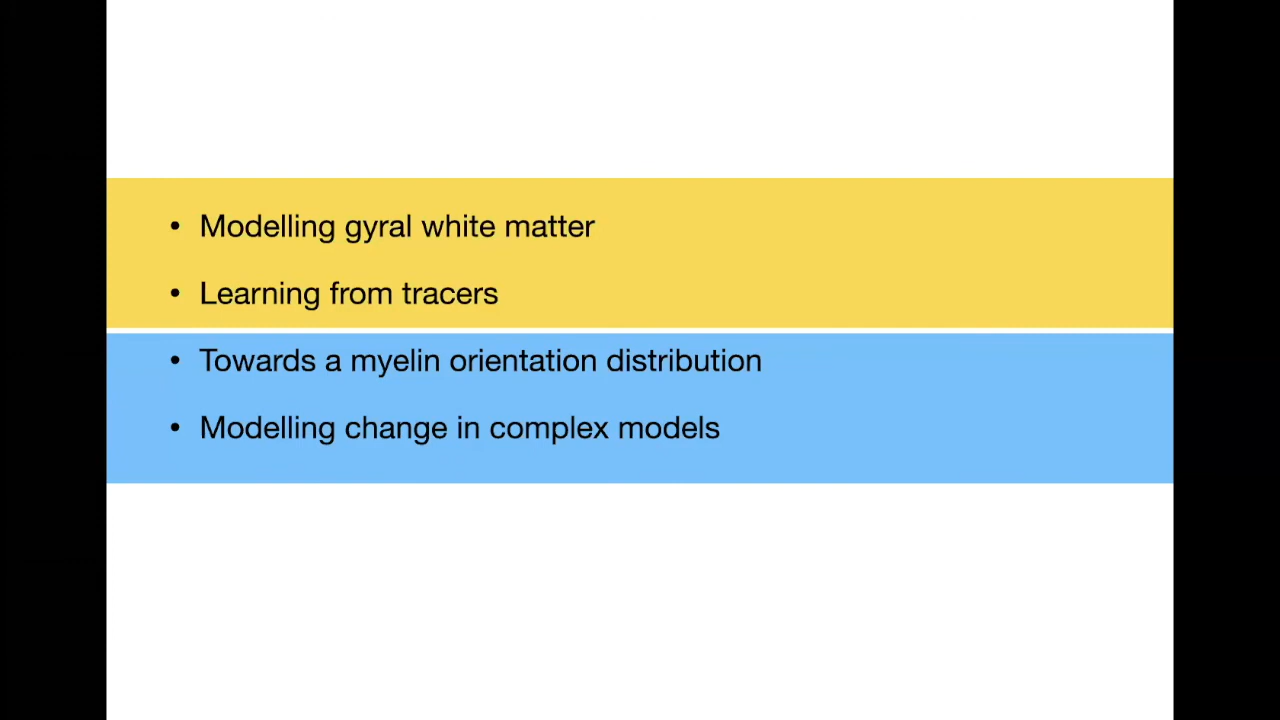 • Modelling gyral white matter
• Learning from tracers
• Towards a myelin orientation distribution
• Modelling change in complex models